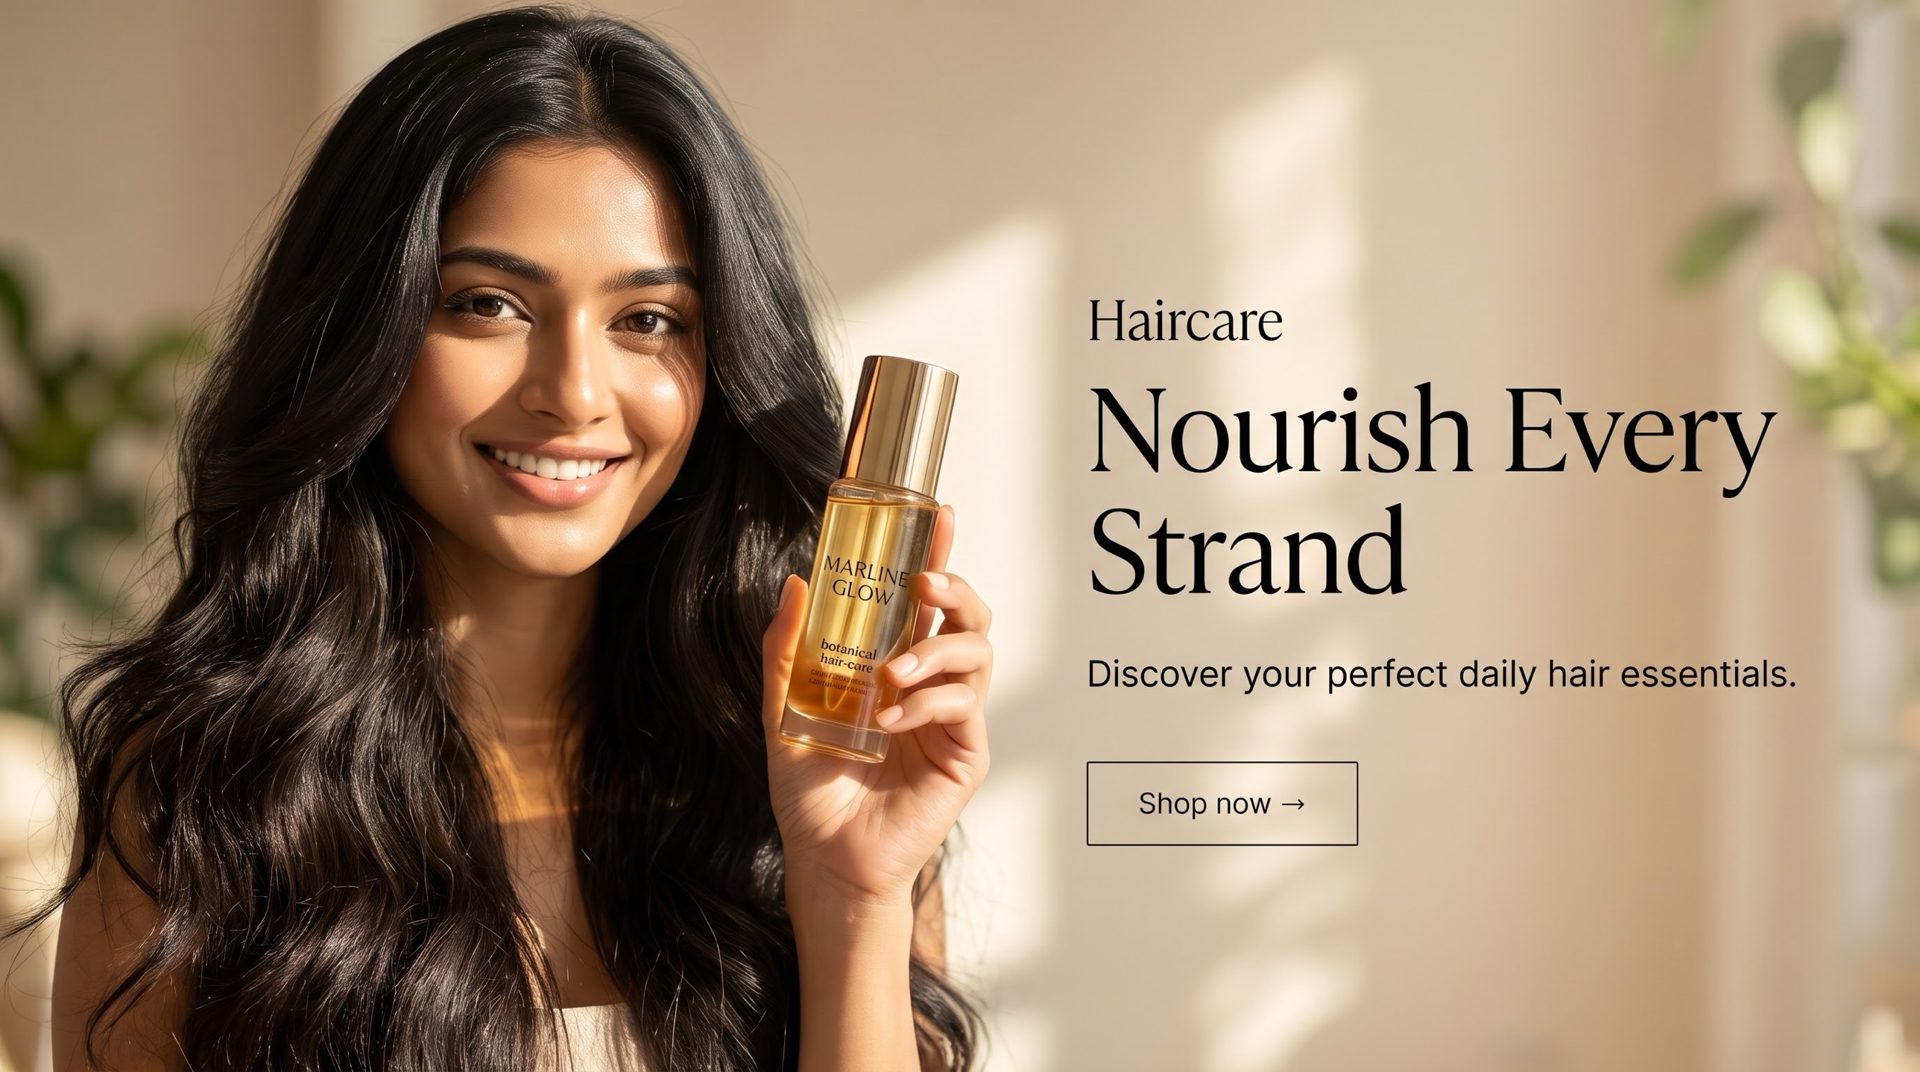 Haircare
Nourish Every
Strand
Discover your perfect daily hair essentials.
Shop now →
MARLINE
GLOW
botanical
hair-care